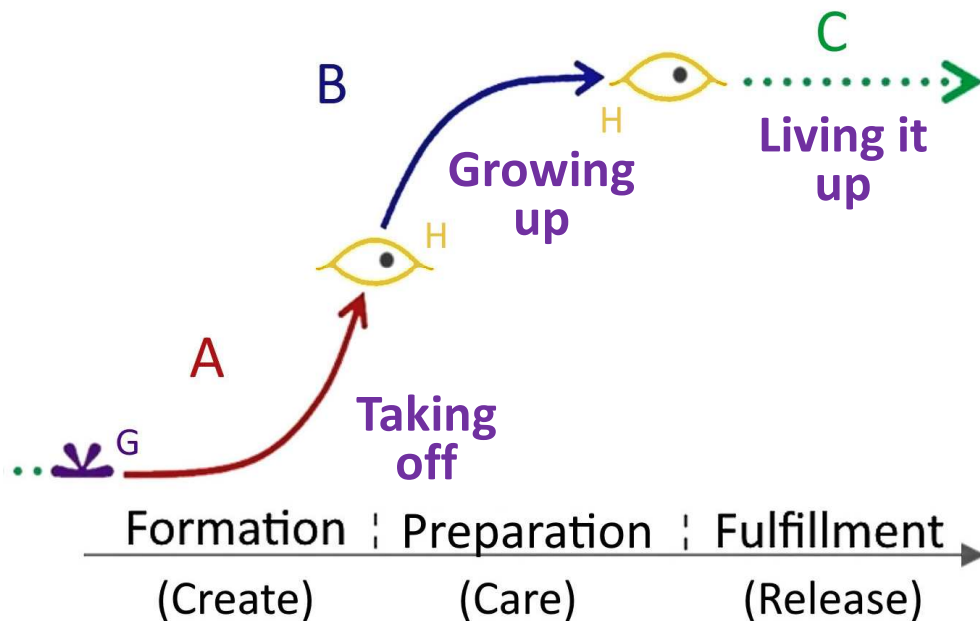 C
B
H
Living it
up
Growing
up
H
A
Taking
off
G
Formation ¦ Preparation ¦ Fulfillment
(Create) (Care) (Release)